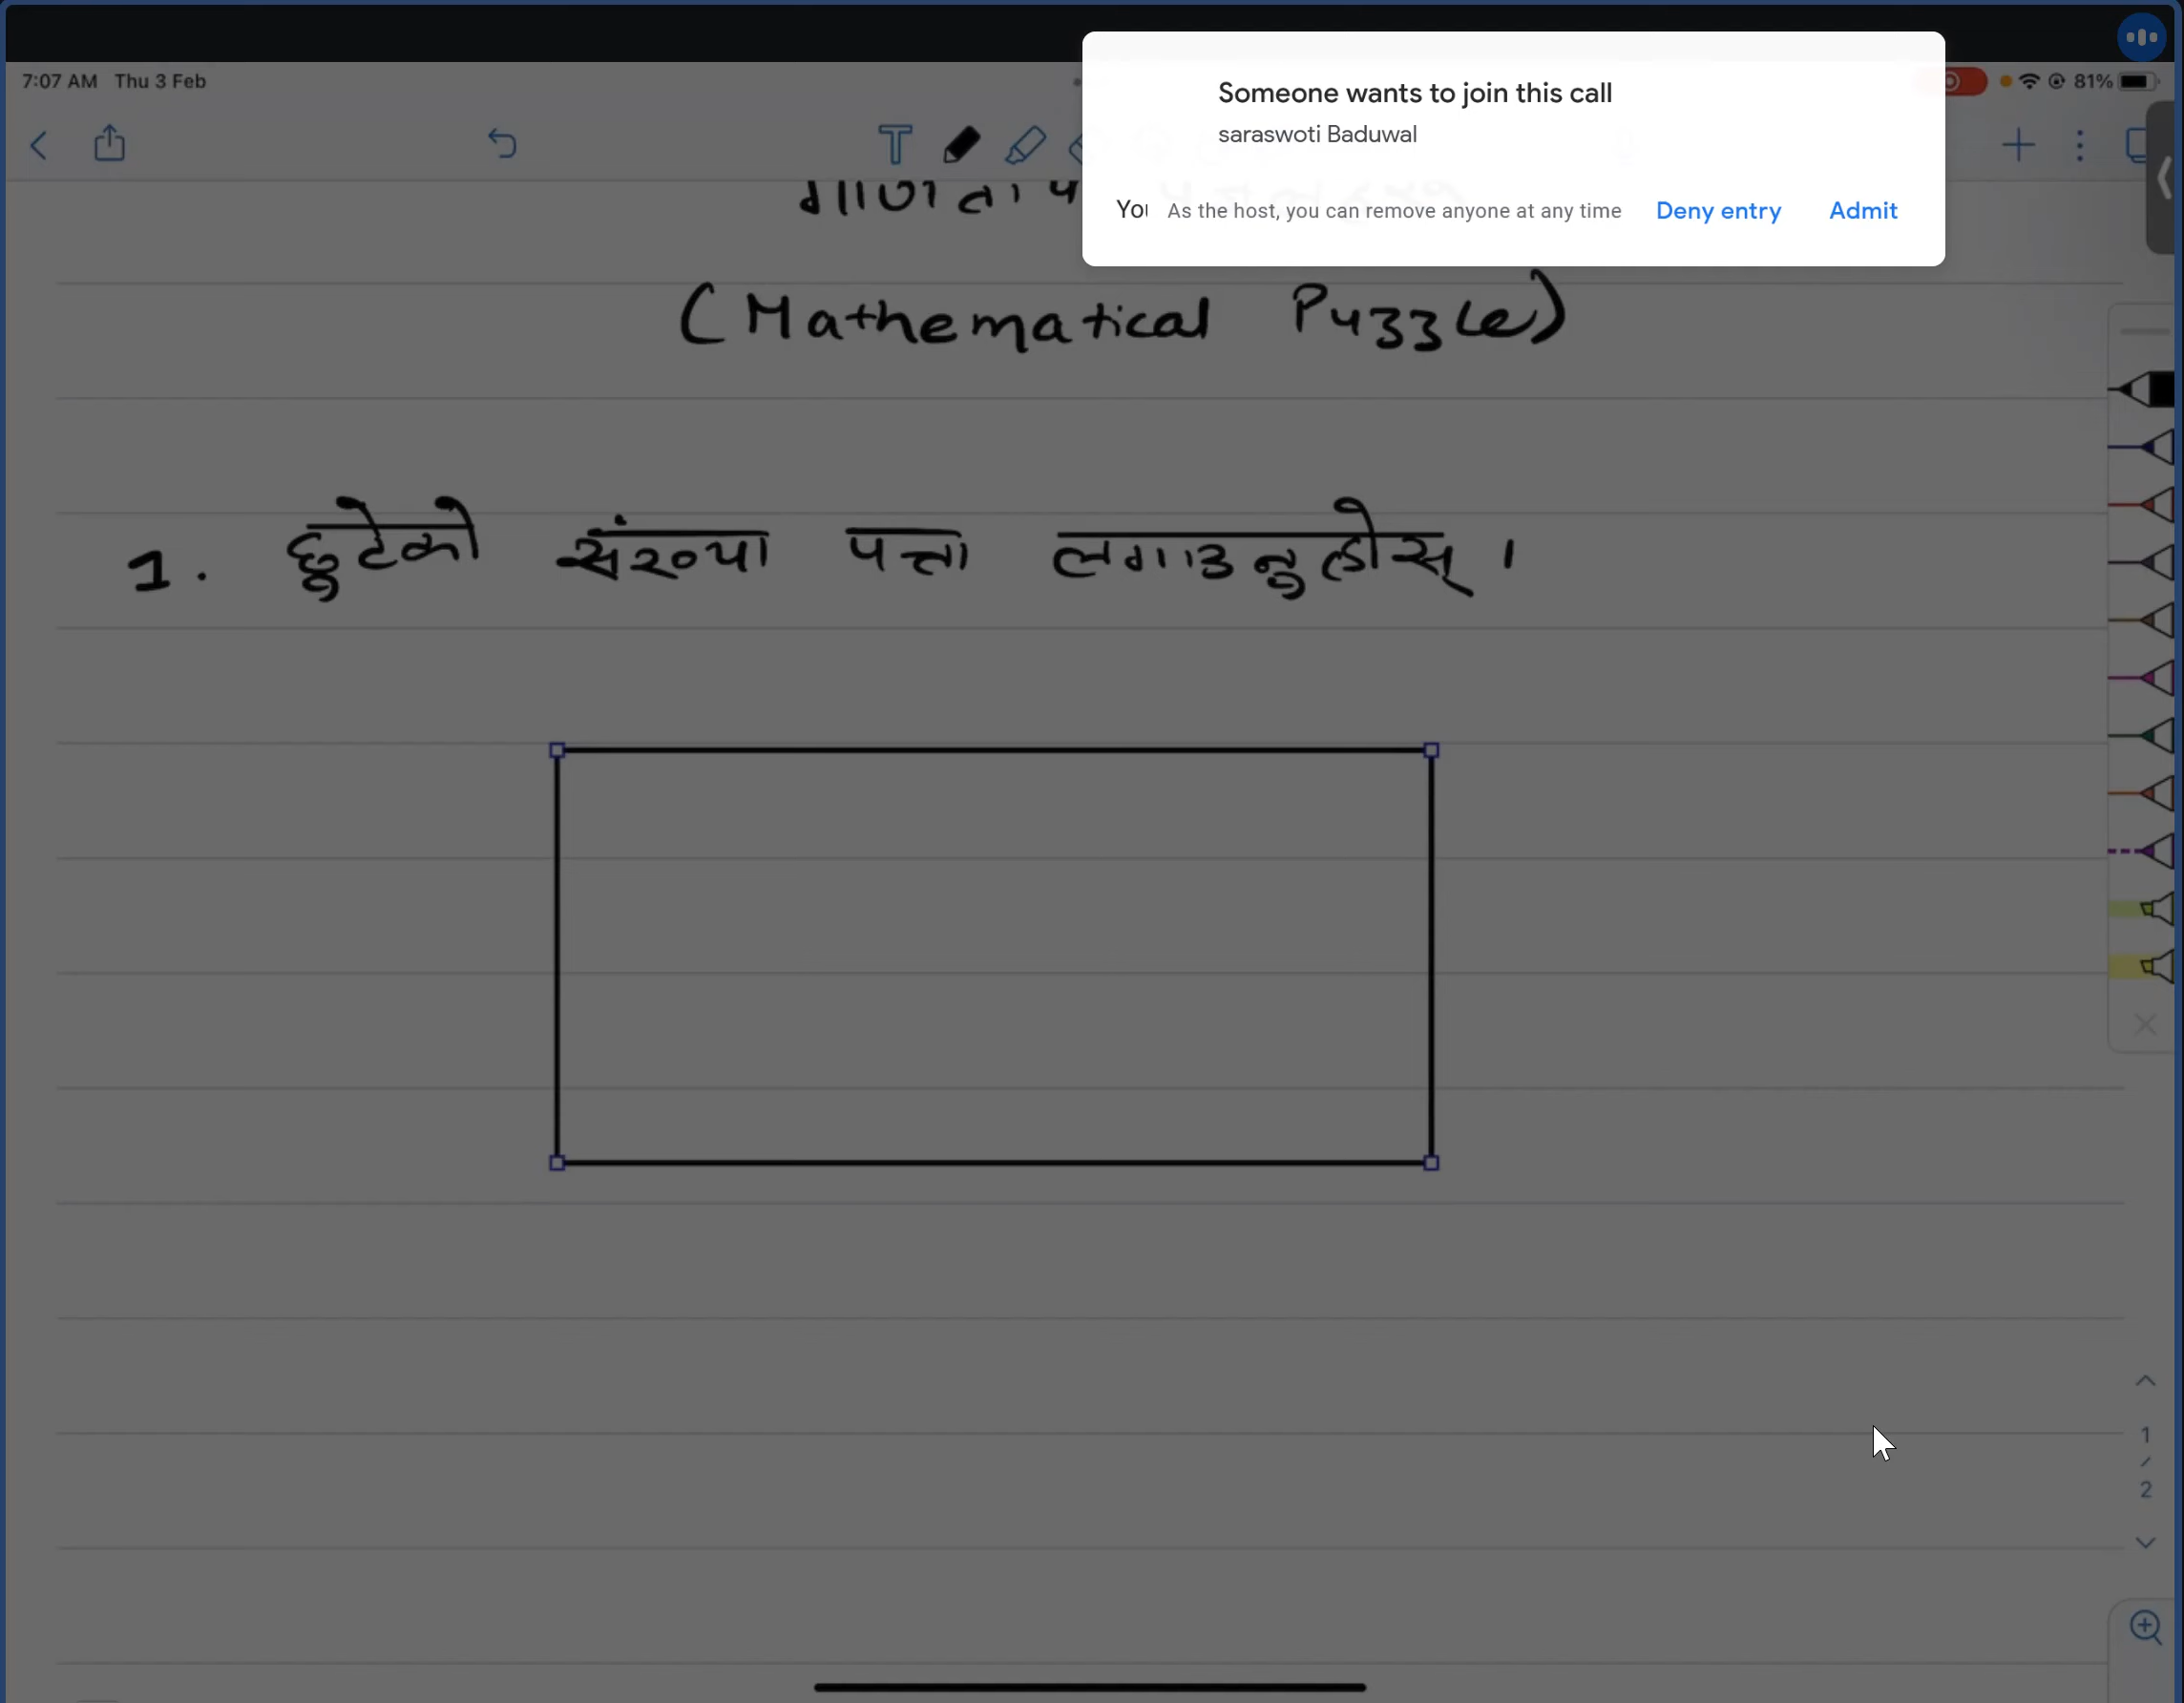 Someone wants to join this call
7:07 AM Thu 3 Feb
81%
saraswoti Baduwal
As the host, you can remove anyone at any time Deny entry Admit
(Mathematical Puzzle)
1. छुटेको संख्या पत्ता लगाउनुहोस् ।
1
/
2